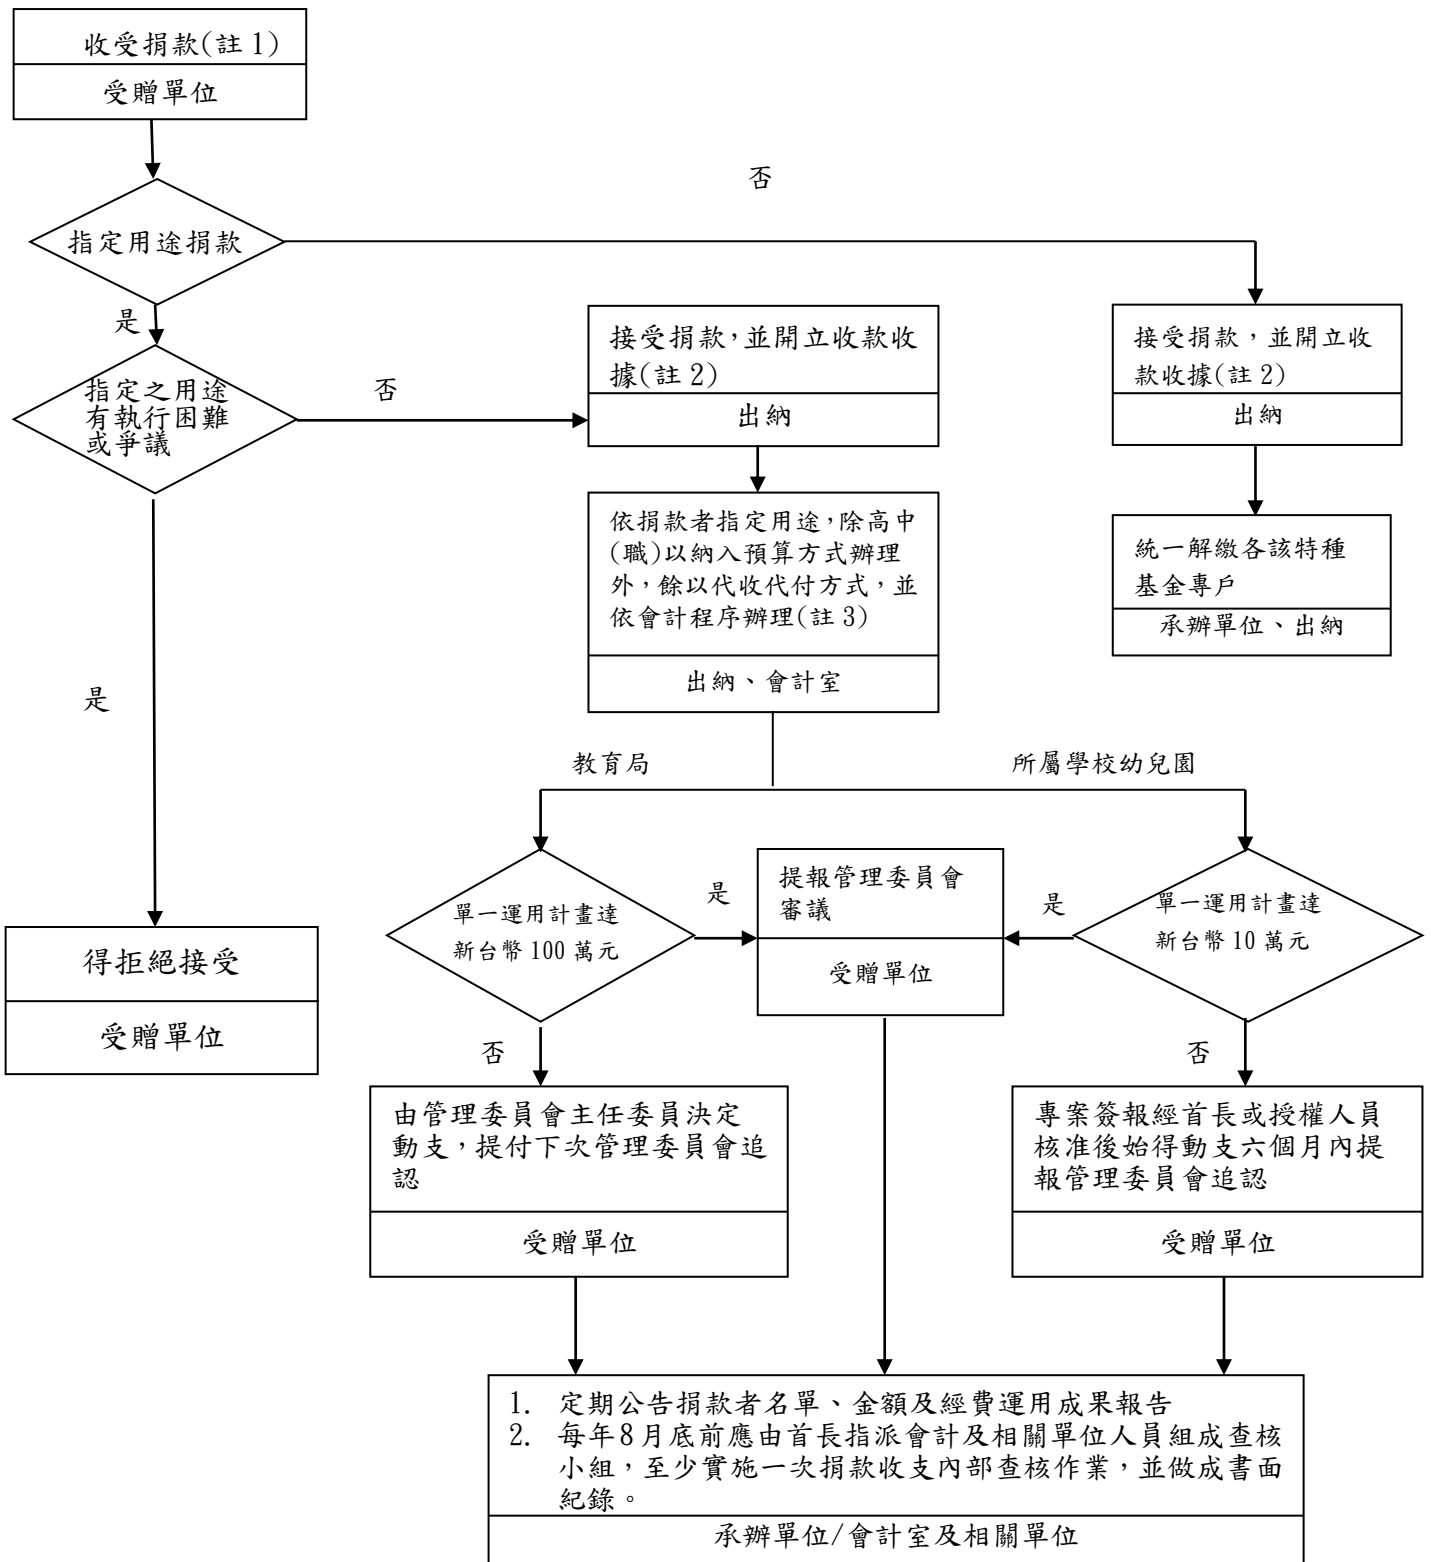 收受捐款(註 1)
受贈單位
否
指定用途捐款
是
指定之用途
有執行困難
或爭議
否
接受捐款,並開立收款收
據(註 2)
出納
接受捐款，並開立收
款收據(註 2)
出納
依捐款者指定用途,除高中
(職)以納入預算方式辦理
外，餘以代收代付方式，並
依會計程序辦理(註 3)
出納、會計室
統一解繳各該特種
基金專戶
承辦單位、出納
是
教育局
所屬學校幼兒園
單一運用計畫達
新台幣 100 萬元
是
提報管理委員會
審議
受贈單位
是
單一運用計畫達
新台幣 10 萬元
得拒絕接受
受贈單位
否
否
由管理委員會主任委員決定
動支，提付下次管理委員會追
認
受贈單位
專案簽報經首長或授權人員
核准後始得動支六個月內提
報管理委員會追認
受贈單位
1. 定期公告捐款者名單、金額及經費運用成果報告
2. 每年8月底前應由首長指派會計及相關單位人員組成查核
小組，至少實施一次捐款收支內部查核作業，並做成書面
紀錄。
承辦單位/會計室及相關單位